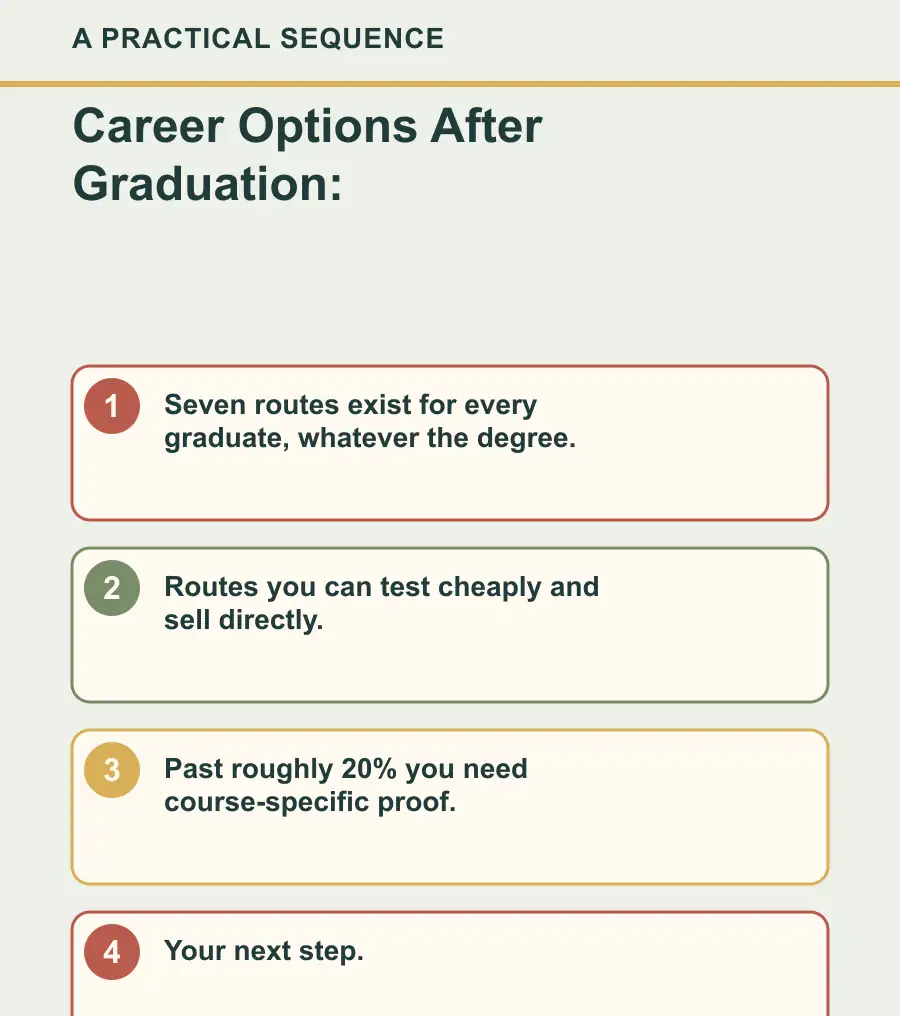 A PRACTICAL SEQUENCE
Career Options After
Graduation:
1
Seven routes exist for every
graduate, whatever the degree.
2
Routes you can test cheaply and
sell directly.
3
Past roughly 20% you need
course-specific proof.
4
Your next step.